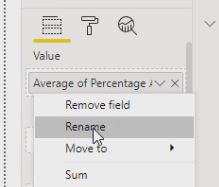 Value
Average of Percentage
Remove field
Rename
Move to
Sum